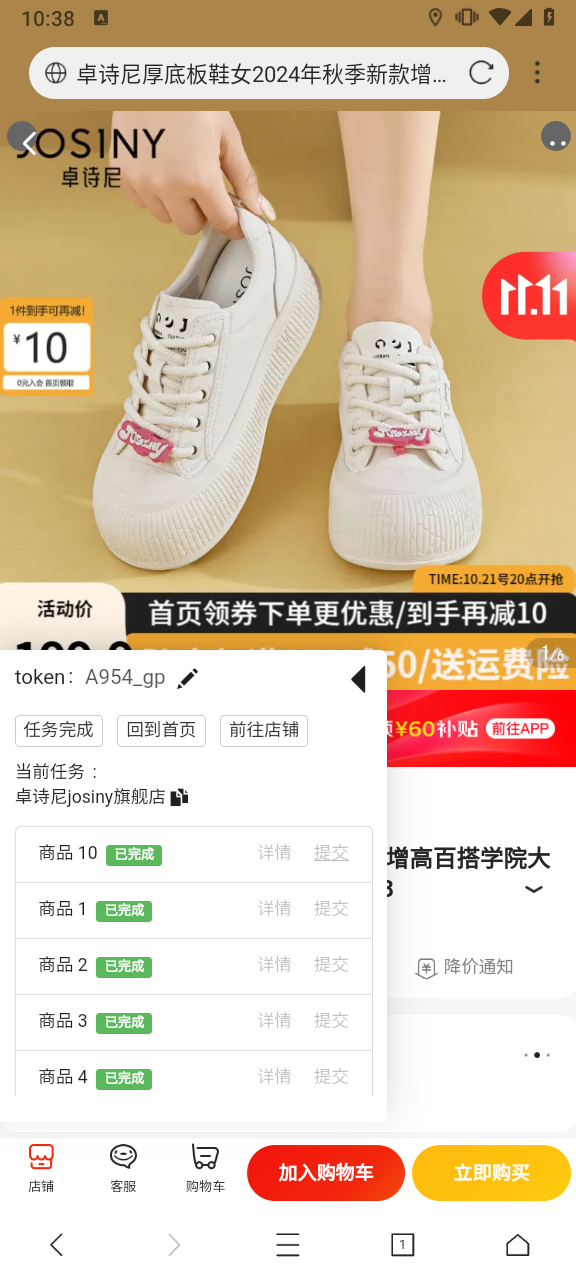 10:38
A
卓诗尼厚底板鞋女2024年秋季新款增...
JOSINY
卓诗尼
11.11
1件到手可再减!
¥10
0元入会 首页领取
TIME:10.21号20点开抢
活动价
首页领券下单更优惠/到手再减10
50/送运费险
1/6
token: A954_gp
¥60补贴 前往APP
任务完成 回到首页 前往店铺
当前任务 :
卓诗尼josiny旗舰店
商品 10 已完成 详情 提交
增高百搭学院大
商品 1 已完成 详情 提交
商品 2 已完成 详情 提交
降价通知
商品 3 已完成 详情 提交
商品 4 已完成 详情 提交
店铺 客服 购物车 加入购物车 立即购买
1